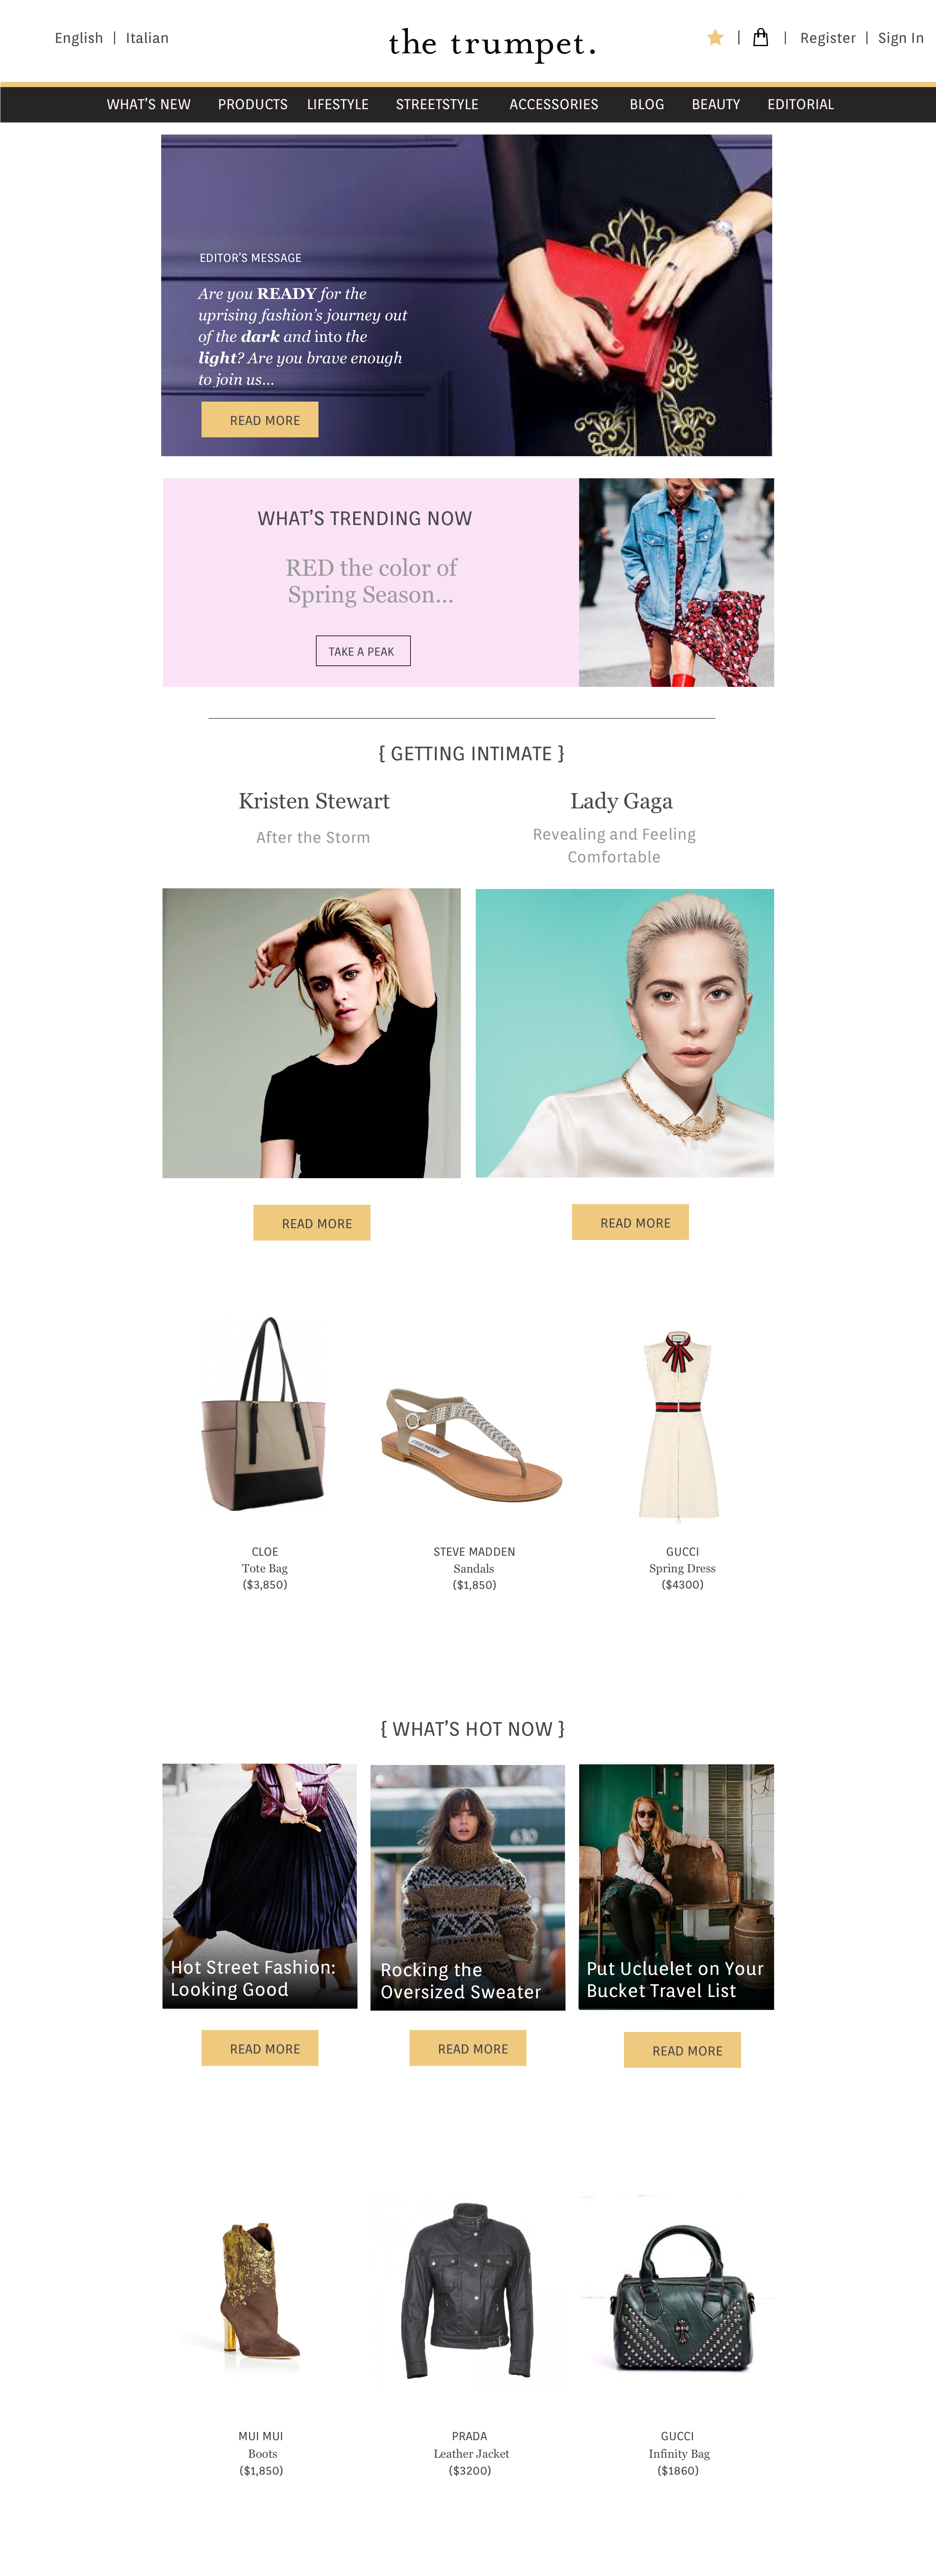 English | Italian
the trumpet.
| | Register | Sign In
WHAT'S NEW PRODUCTS LIFESTYLE STREETSTYLE ACCESSORIES BLOG BEAUTY EDITORIAL
EDITOR'S MESSAGE
Are you READY for the
uprising fashion's journey out
of the dark and into the
light? Are you brave enough
to join us...
READ MORE
WHAT'S TRENDING NOW
RED the color of
Spring Season...
TAKE A PEAK
{ GETTING INTIMATE }
Kristen Stewart
After the Storm
Lady Gaga
Revealing and Feeling
Comfortable
READ MORE
READ MORE
STEVE MADDEN
CLOE
Tote Bag
($3,850)
STEVE MADDEN
Sandals
($1,850)
GUCCI
Spring Dress
($4300)
{ WHAT'S HOT NOW }
630
Hot Street Fashion:
Looking Good
Rocking the
Oversized Sweater
Put Ucluelet on Your
Bucket Travel List
READ MORE
READ MORE
READ MORE
MUI MUI
Boots
($1,850)
PRADA
Leather Jacket
($3200)
GUCCI
Infinity Bag
($1860)